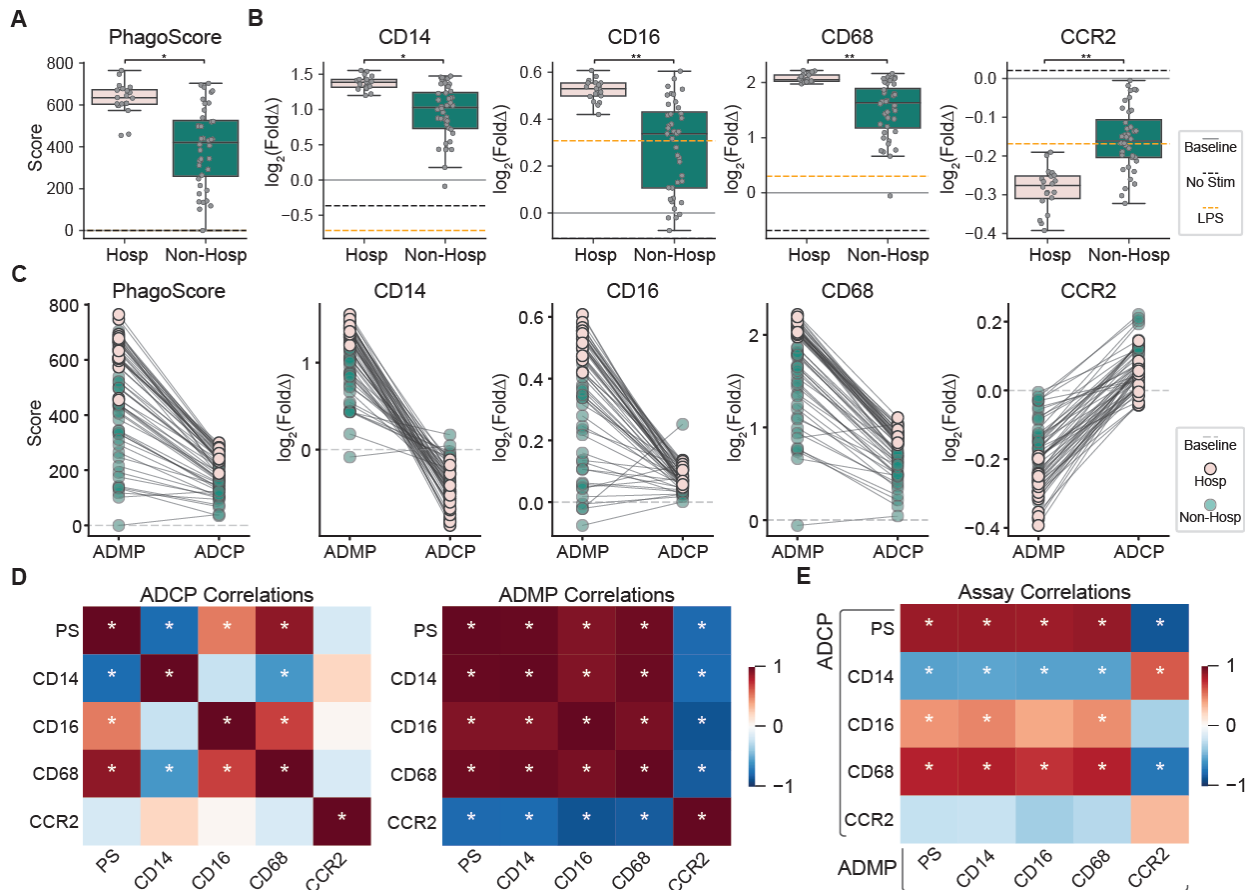 A
B
PhagoScore
CD14
CD16
CD68
CCR2
*
*
**
**
**
Score
800
600
400
200
0
Hosp
Non-Hosp
log₂(FoldΔ)
1.5
1.0
0.5
0.0
−0.5
Hosp
Non-Hosp
log₂(FoldΔ)
0.6
0.4
0.2
0.0
Hosp
Non-Hosp
log₂(FoldΔ)
2
1
0
Hosp
Non-Hosp
log₂(FoldΔ)
0.0
−0.1
−0.2
−0.3
−0.4
Hosp
Non-Hosp
Baseline
No Stim
LPS
C
PhagoScore
CD14
CD16
CD68
CCR2
Score
800
600
400
200
0
ADMP
ADCP
log₂(FoldΔ)
1
0
ADMP
ADCP
log₂(FoldΔ)
0.6
0.4
0.2
0.0
ADMP
ADCP
log₂(FoldΔ)
2
1
0
ADMP
ADCP
log₂(FoldΔ)
0.2
0.0
−0.2
−0.4
ADMP
ADCP
Baseline
Hosp
Non-Hosp
D
ADCP Correlations
PS * * * *
CD14 * * *
CD16 * * *
CD68 * * * *
CCR2 *
PS CD14 CD16 CD68 CCR2
ADMP Correlations
PS * * * * *
CD14 * * * * *
CD16 * * * * *
CD68 * * * * *
CCR2 * * * * *
PS CD14 CD16 CD68 CCR2
1
0
−1
E
Assay Correlations
ADCP
PS * * * * *
CD14 * * * * *
CD16 * * *
CD68 * * * * *
CCR2
ADMP
PS CD14 CD16 CD68 CCR2
1
0
−1